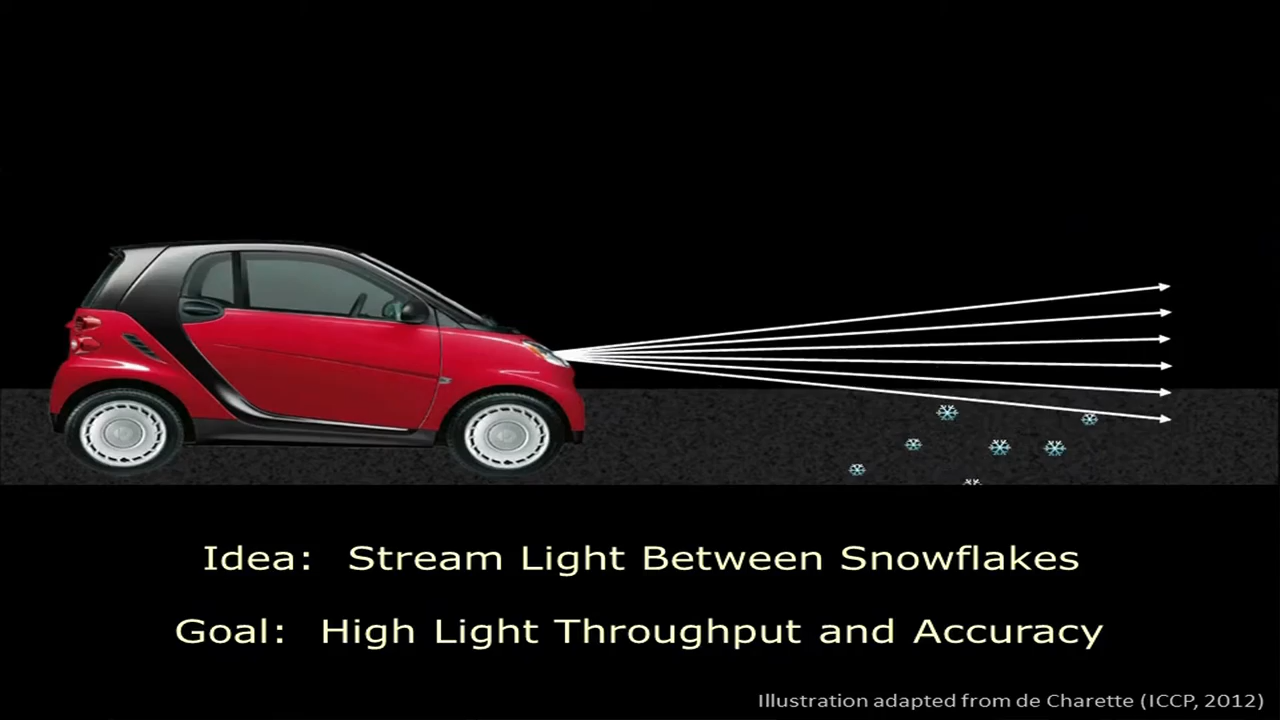 Idea: Stream Light Between Snowflakes
Goal: High Light Throughput and Accuracy
Illustration adapted from de Charette (ICCP, 2012)